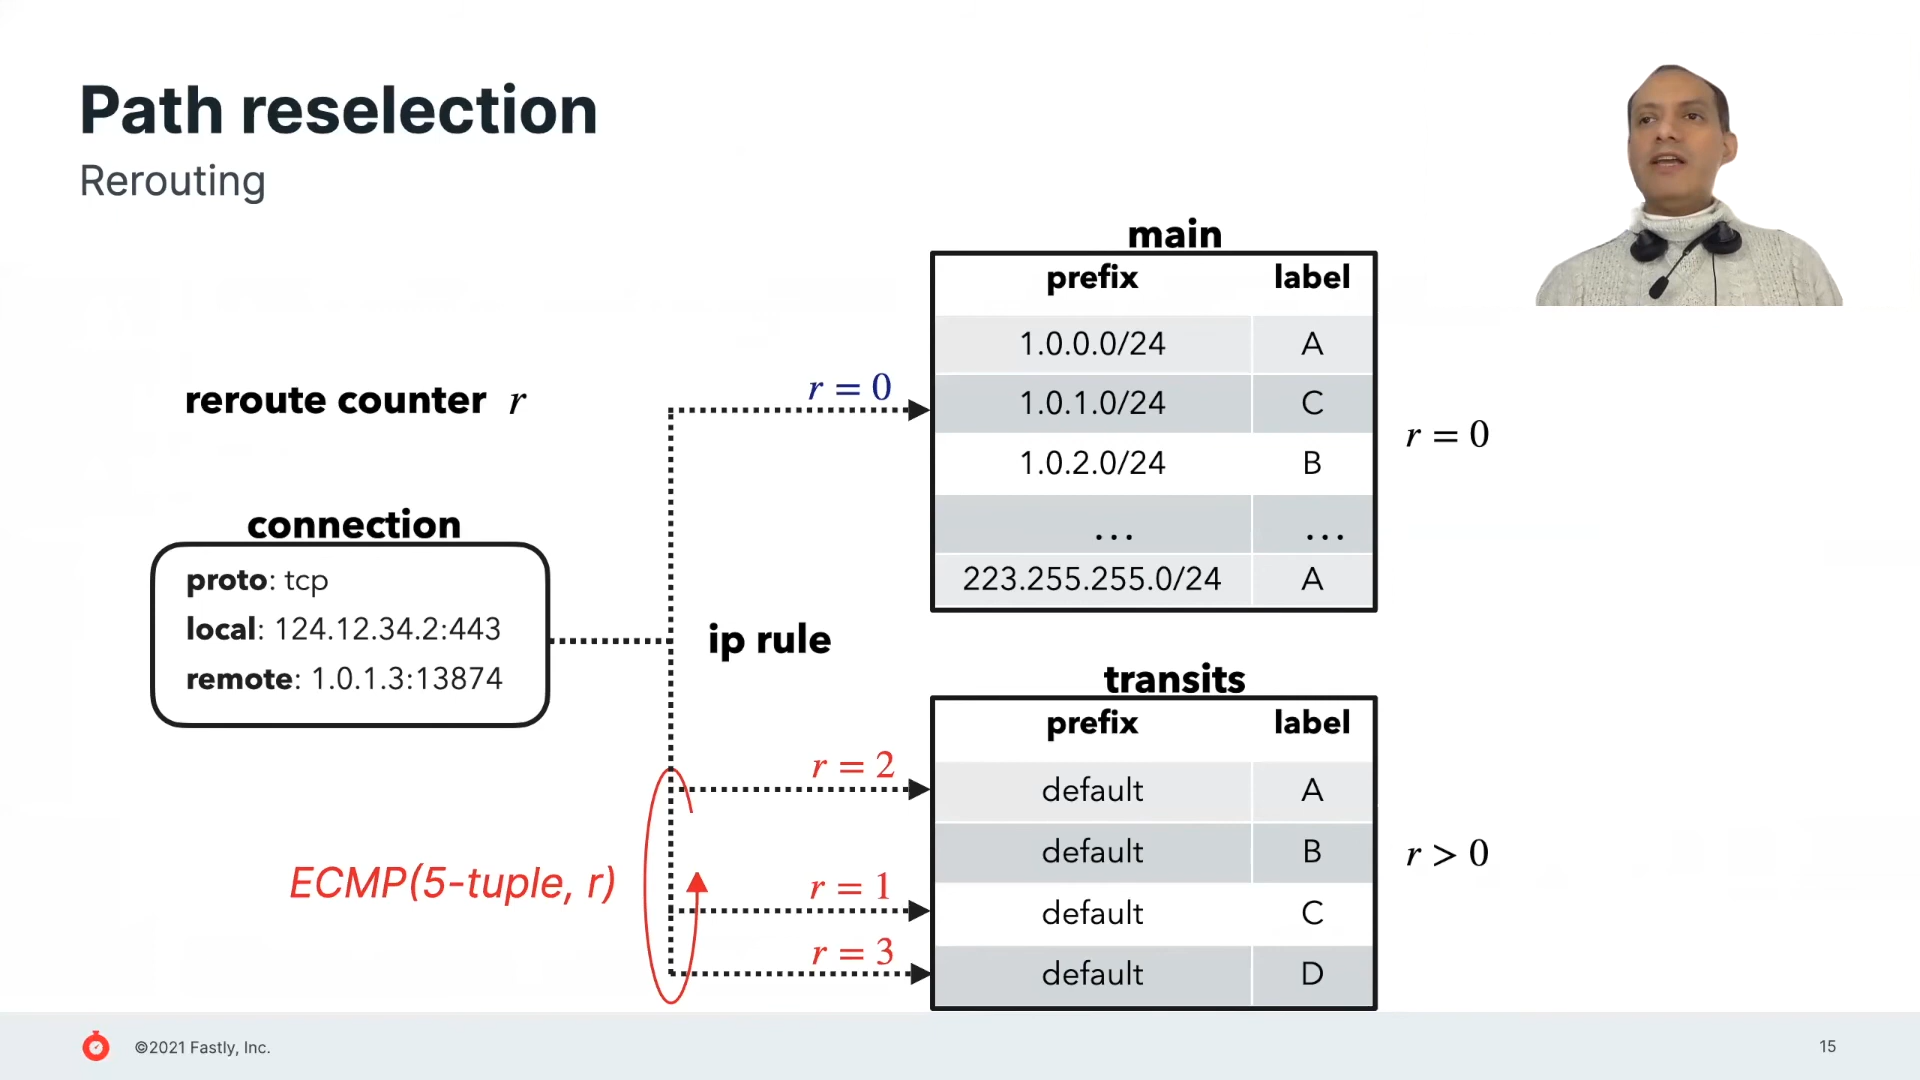 Path reselection
Rerouting
main
prefix label
1.0.0.0/24 A
1.0.1.0/24 C
1.0.2.0/24 B
... ...
223.255.255.0/24 A
r = 0
r = 0
reroute counter r
connection
proto: tcp
local: 124.12.34.2:443
remote: 1.0.1.3:13874
ip rule
transits
prefix label
default A
default B
default C
default D
r = 2
r = 1
r = 3
r > 0
ECMP(5-tuple, r)
©2021 Fastly, Inc.
15